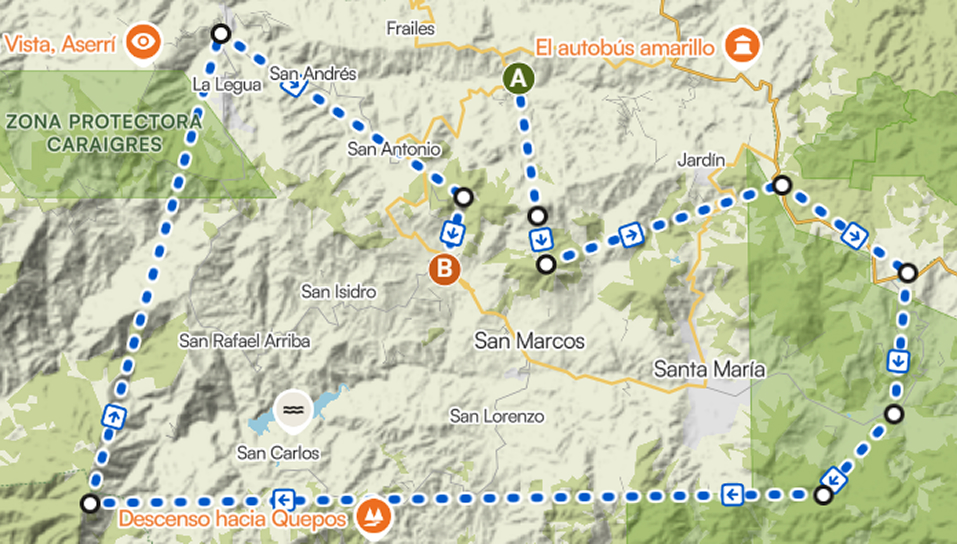 Frailes
Vista, Aserrí
El autobús amarillo
San Andrés
A
La Legua
ZONA PROTECTORA
CARAIGRES
San Antonio
Jardín
B
San Isidro
San Rafael Arriba
San Marcos
Santa María
San Lorenzo
San Carlos
Descenso hacia Quepos